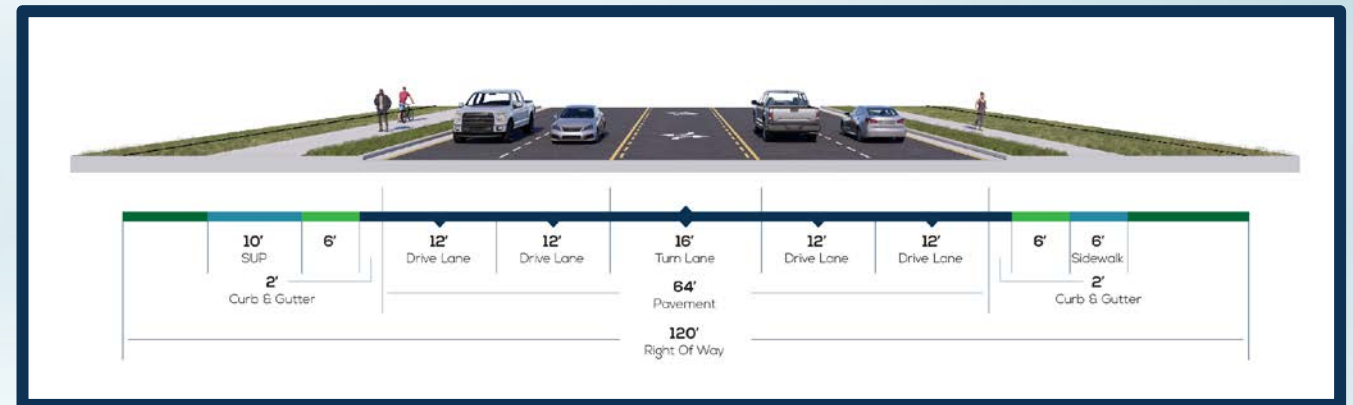 10'
SUP
6'
2'
Curb & Gutter
12'
Drive Lane
12'
Drive Lane
16'
Turn Lane
12'
Drive Lane
12'
Drive Lane
6'
6'
Sidewalk
2'
Curb & Gutter
64'
Pavement
120'
Right Of Way